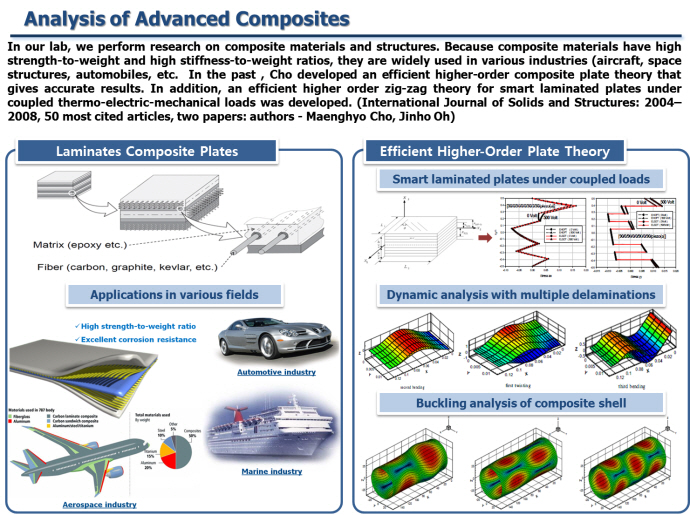 Analysis of Advanced Composites
In our lab, we perform research on composite materials and structures. Because composite materials have high
strength-to-weight and high stiffness-to-weight ratios, they are widely used in various industries (aircraft, space
structures, automobiles, etc. In the past , Cho developed an efficient higher-order composite plate theory that
gives accurate results. In addition, an efficient higher order zig-zag theory for smart laminated plates under
coupled thermo-electric-mechanical loads was developed. (International Journal of Solids and Structures: 2004–
2008, 50 most cited articles, two papers: authors - Maenghyo Cho, Jinho Oh)
Laminates Composite Plates
Matrix (epoxy etc.)
Fiber (carbon, graphite, kevlar, etc.)
Applications in various fields
✓ High strength-to-weight ratio
✓ Excellent corrosion resistance
Automotive industry
Materials used in 787 body
Fiberglass
Aluminum
Carbon laminate composite
Carbon sandwich composite
Aluminum/steel/titanium
Total materials used
By weight
Other
5%
Steel
10%
Composites
50%
Titanium
15%
Aluminum
20%
Marine industry
Aerospace industry
Efficient Higher-Order Plate Theory
Smart laminated plates under coupled loads
0 Volt
500 Volt
0 Volt
500 Volt
Dynamic analysis with multiple delaminations
second bending
first twisting
third bending
Buckling analysis of composite shell